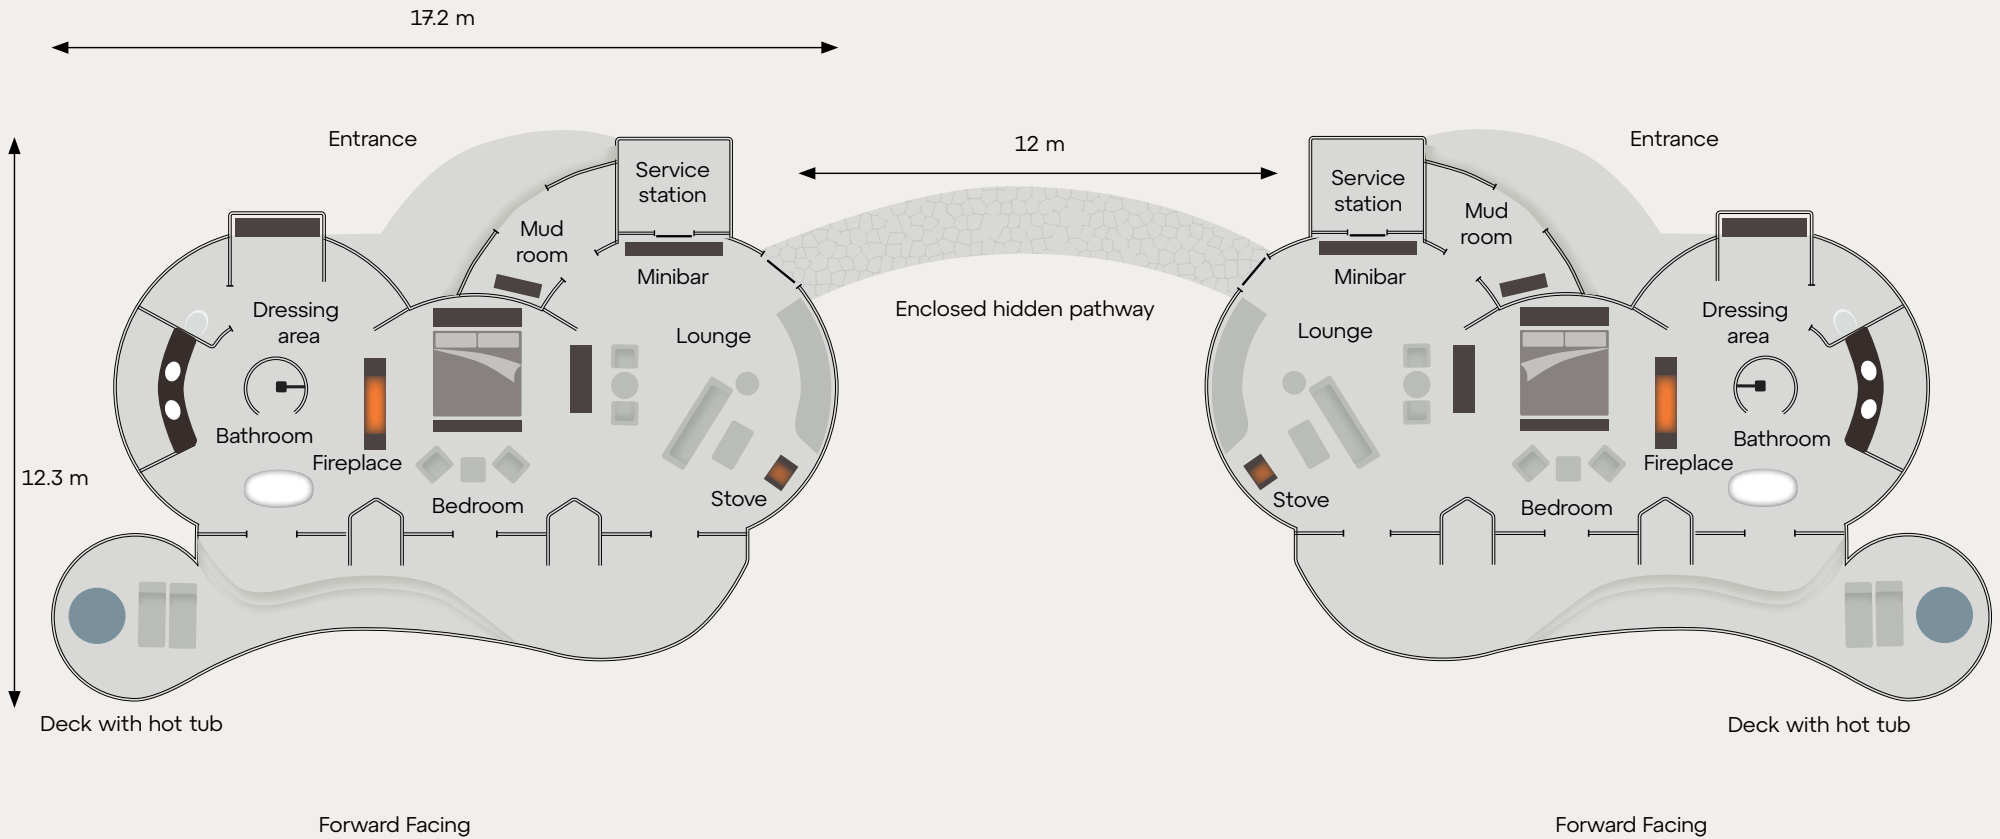 17.2 m
Entrance
12 m
Entrance
Service
station
Service
station
Mud
room
Mud
room
Minibar
Minibar
Enclosed hidden pathway
Dressing
area
Lounge
Lounge
Dressing
area
Bathroom
Bathroom
Fireplace
Fireplace
12.3 m
Bedroom
Stove
Stove
Bedroom
Deck with hot tub
Deck with hot tub
Forward Facing
Forward Facing